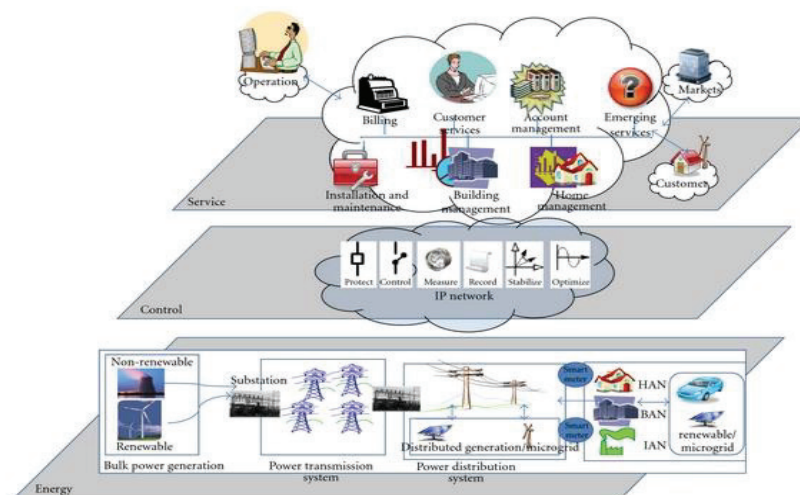 Operation
Billing
Customer
services
Account
management
Emerging
services
Markets
Customer
Installation and
maintenance
Building
management
Home
management
Service
Protect
Control
Measure
Record
Stabilize
Optimize
IP network
Control
Non-renewable
Renewable
Bulk power generation
Substation
Power transmission
system
Distributed generation/microgrid
Power distribution
system
Smart
meter
Smart
meter
HAN
BAN
IAN
renewable/
microgrid
Energy